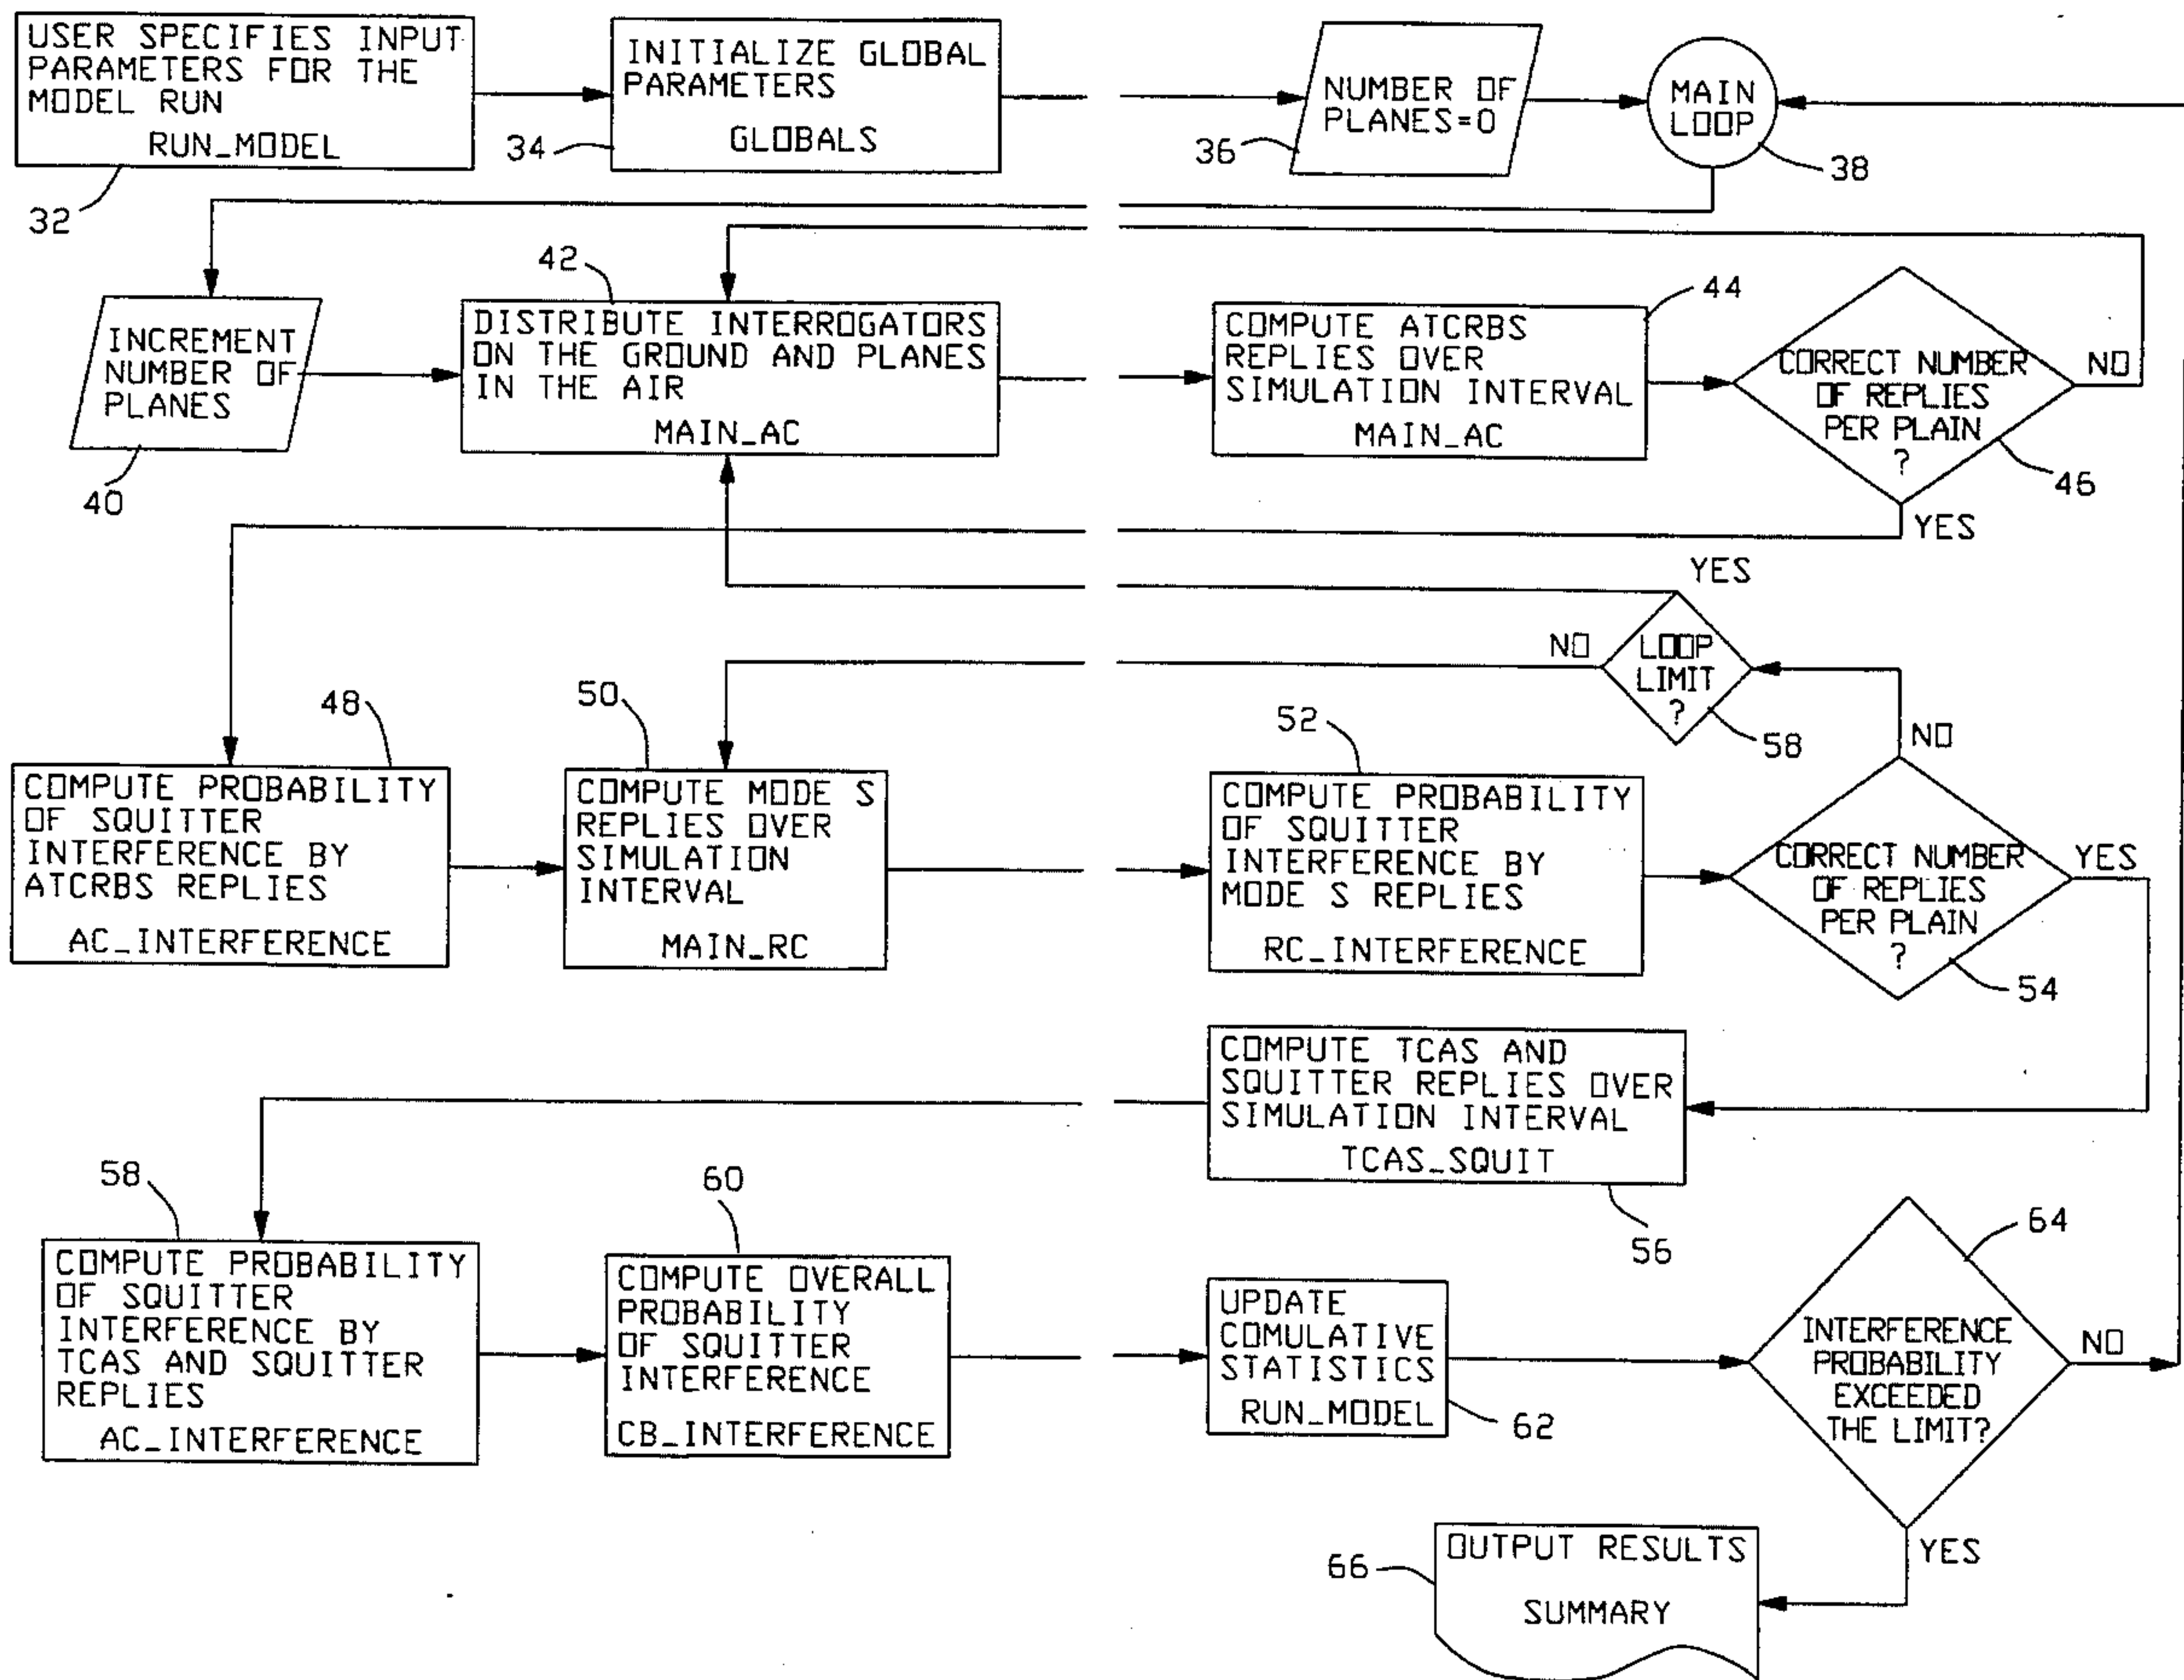 USER SPECIFIES INPUT
PARAMETERS FOR THE
MODEL RUN
RUN_MODEL
32
INITIALIZE GLOBAL
PARAMETERS
GLOBALS
34
NUMBER OF
PLANES=0
36
MAIN
LOOP
38
INCREMENT
NUMBER OF
PLANES
40
42
DISTRIBUTE INTERROGATORS
ON THE GROUND AND PLANES
IN THE AIR
MAIN_AC
44
COMPUTE ATCRBS
REPLIES OVER
SIMULATION INTERVAL
MAIN_AC
CORRECT NUMBER
OF REPLIES
PER PLAIN
?
NO
46
YES
YES
LOOP
LIMIT
?
NO
58
NO
48
COMPUTE PROBABILITY
OF SQUITTER
INTERFERENCE BY
ATCRBS REPLIES
AC_INTERFERENCE
50
COMPUTE MODE S
REPLIES OVER
SIMULATION
INTERVAL
MAIN_RC
52
COMPUTE PROBABILITY
OF SQUITTER
INTERFERENCE BY
MODE S REPLIES
RC_INTERFERENCE
CORRECT NUMBER
OF REPLIES
PER PLAIN
?
YES
54
COMPUTE TCAS AND
SQUITTER REPLIES OVER
SIMULATION INTERVAL
TCAS_SQUIT
56
58
COMPUTE PROBABILITY
OF SQUITTER
INTERFERENCE BY
TCAS AND SQUITTER
REPLIES
AC_INTERFERENCE
60
COMPUTE OVERALL
PROBABILITY
OF SQUITTER
INTERFERENCE
CB_INTERFERENCE
UPDATE
COMULATIVE
STATISTICS
RUN_MODEL
62
64
INTERFERENCE
PROBABILITY
EXCEEDED
THE LIMIT?
NO
YES
66
OUTPUT RESULTS
SUMMARY